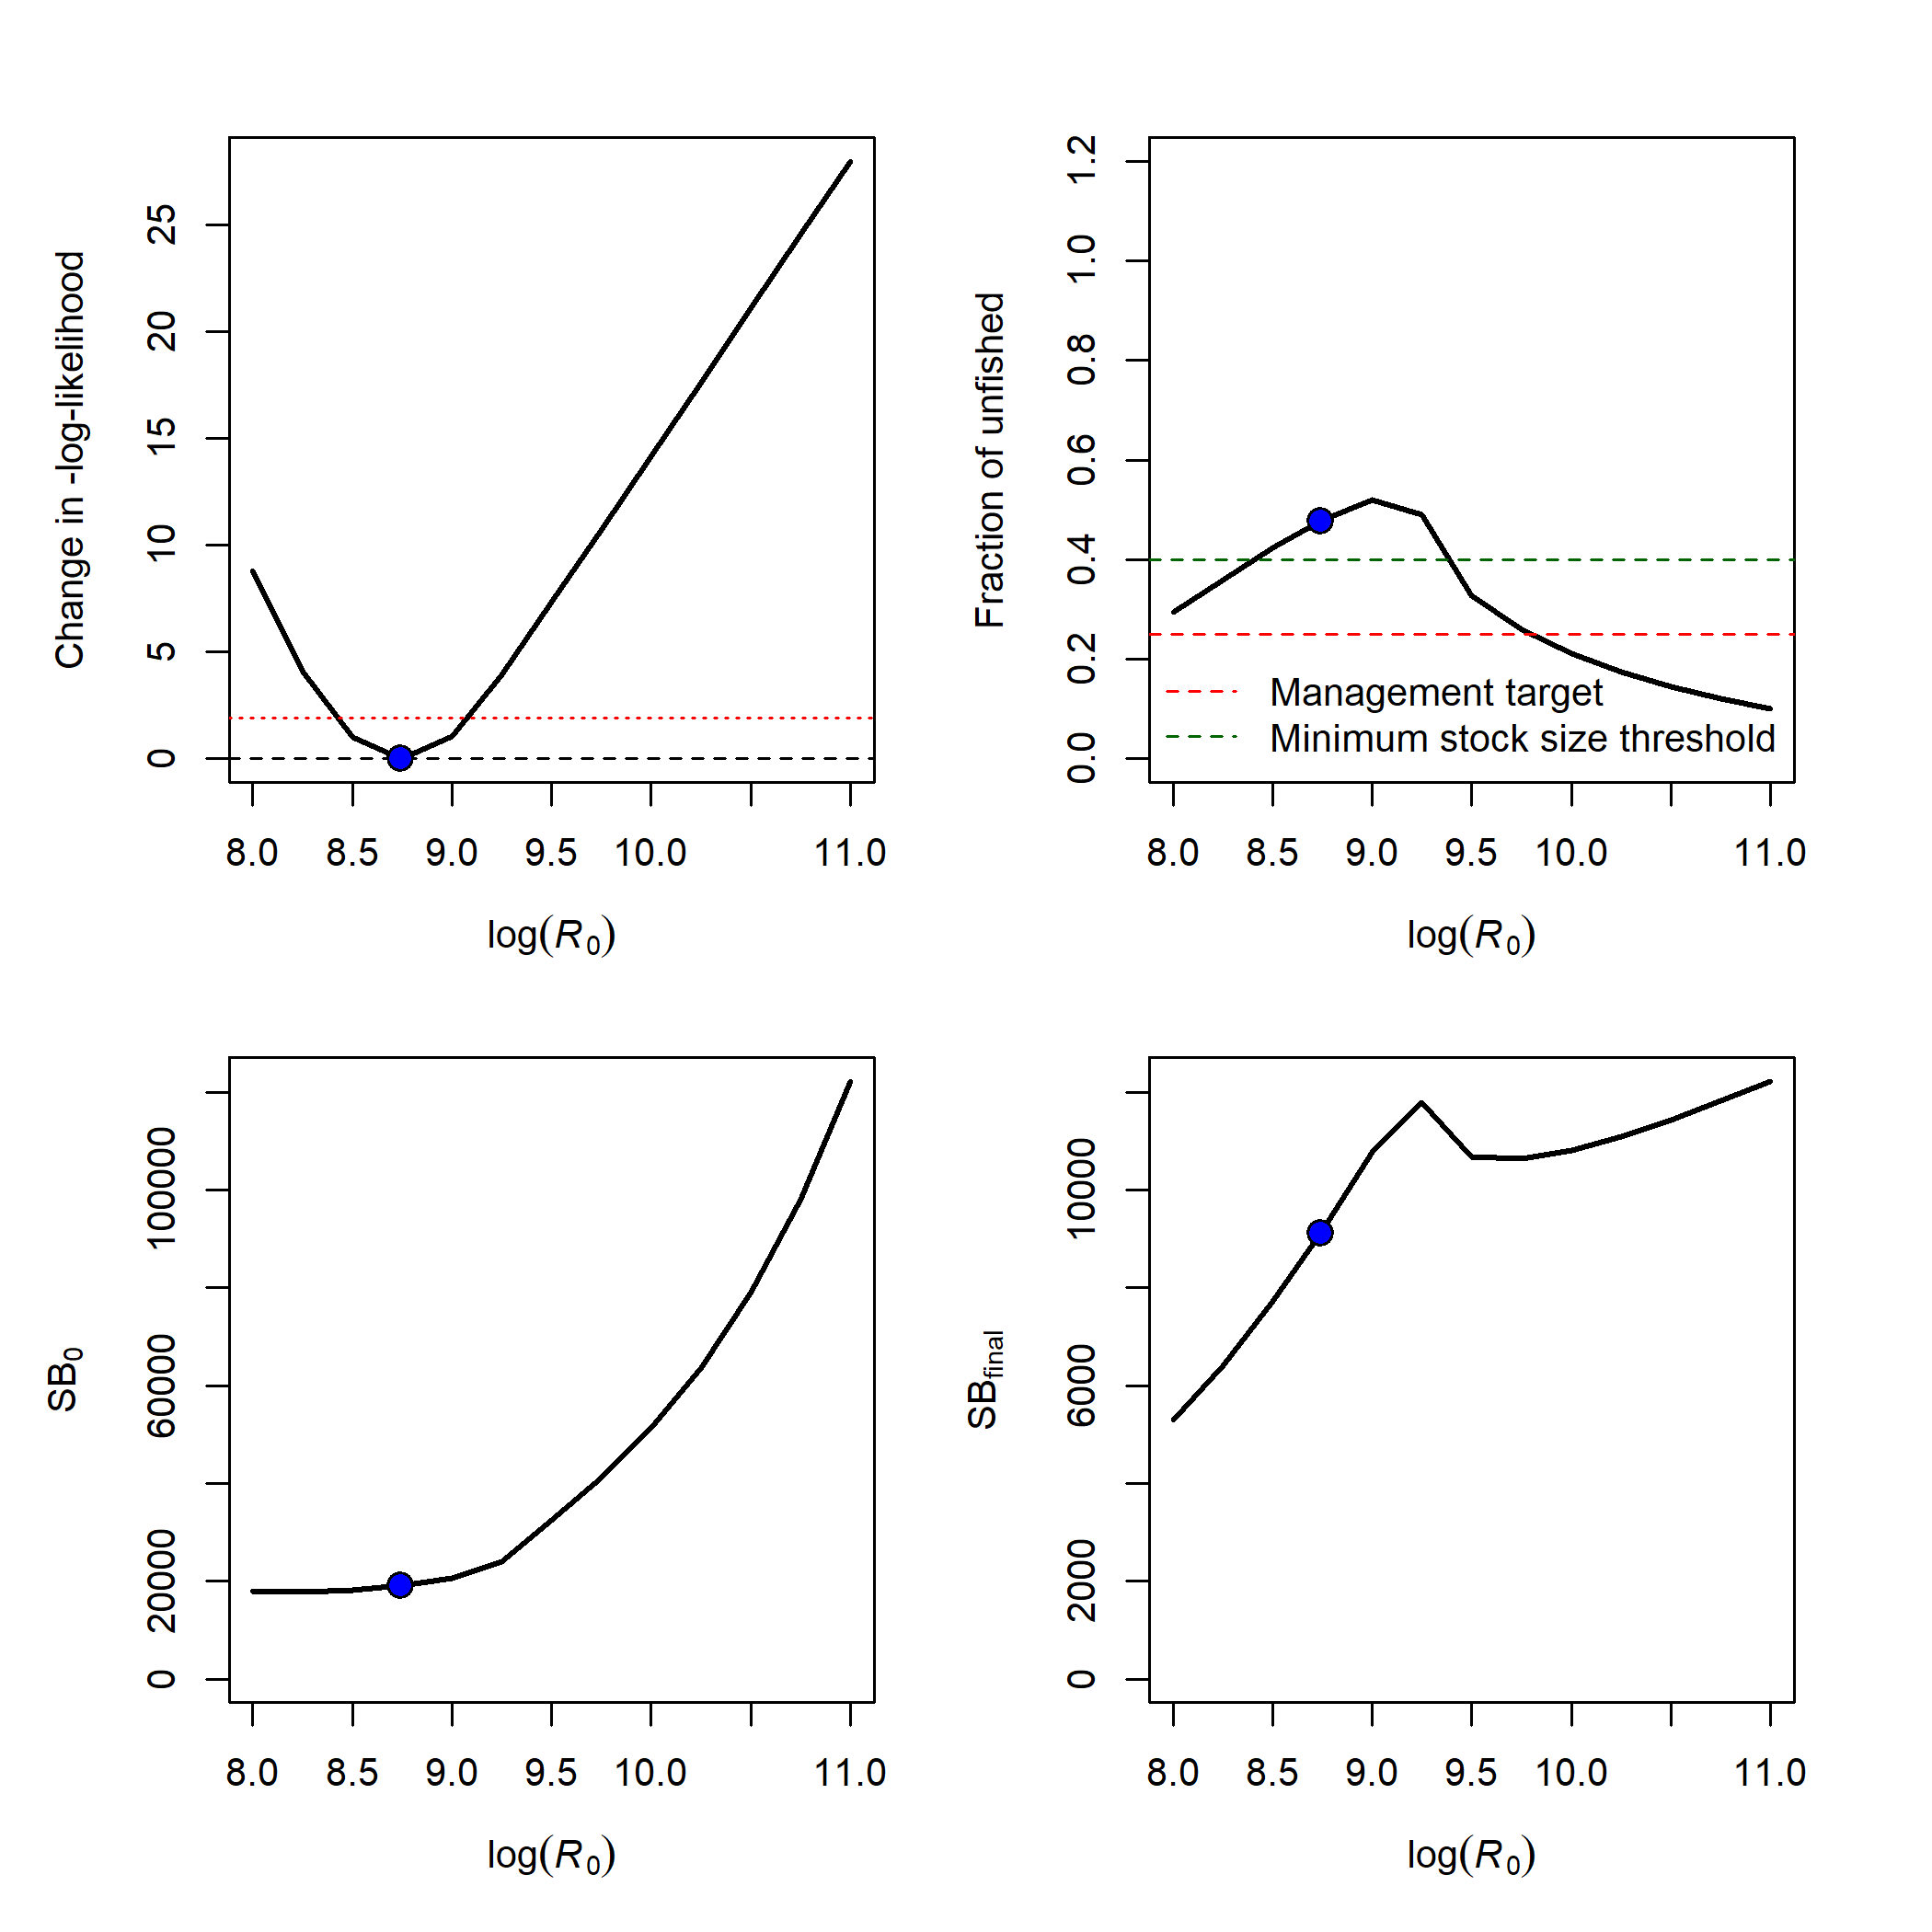 Change in -log-likelihood
25
20
15
10
5
0
8.0 8.5 9.0 9.5 10.0 11.0
log(R0)
Fraction of unfished
1.2
1.0
0.8
0.6
0.4
0.2
0.0
Management target
Minimum stock size threshold
8.0 8.5 9.0 9.5 10.0 11.0
log(R0)
SB0
100000
60000
20000
0
8.0 8.5 9.0 9.5 10.0 11.0
log(R0)
SBfinal
10000
6000
2000
0
8.0 8.5 9.0 9.5 10.0 11.0
log(R0)